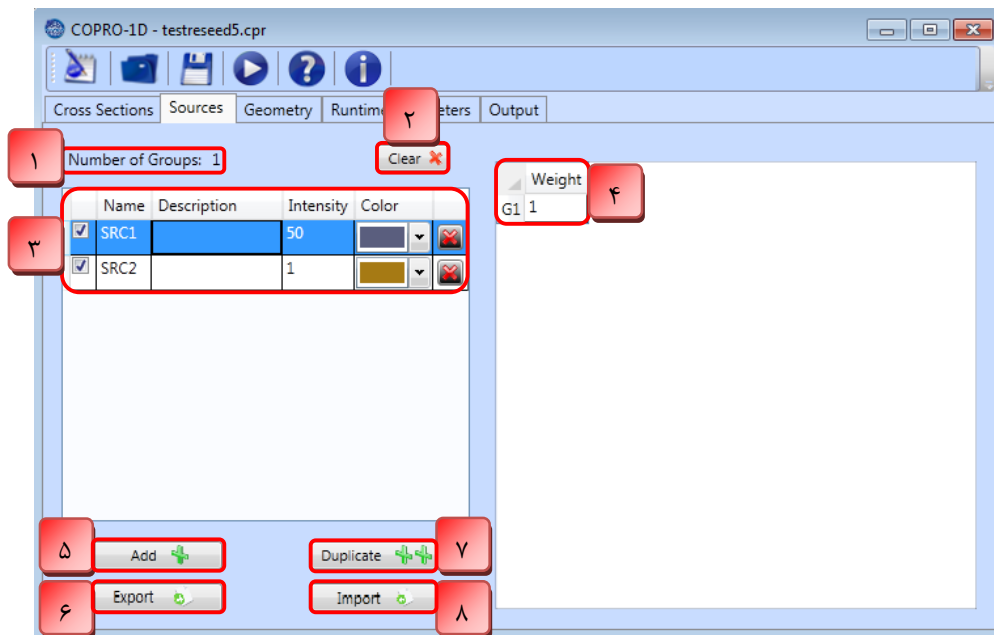 COPRO-1D - testreseed5.cpr
Cross Sections Sources Geometry Runtime eters Output
۲
۱
Number of Groups: 1
Clear
۳
Name Description Intensity Color
SRC1 50
SRC2 1
Weight
G1 1
۴
۵
Add
Duplicate
۷
۶
Export
Import
۸